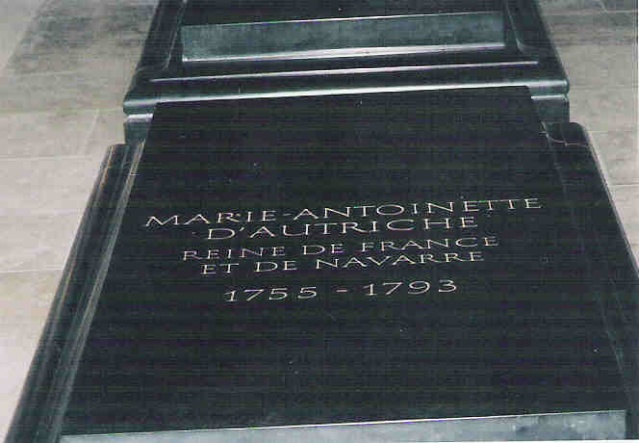 MARIE-ANTOINETTE
D'AUTRICHE
REINE DE FRANCE
ET DE NAVARRE
1755 - 1793